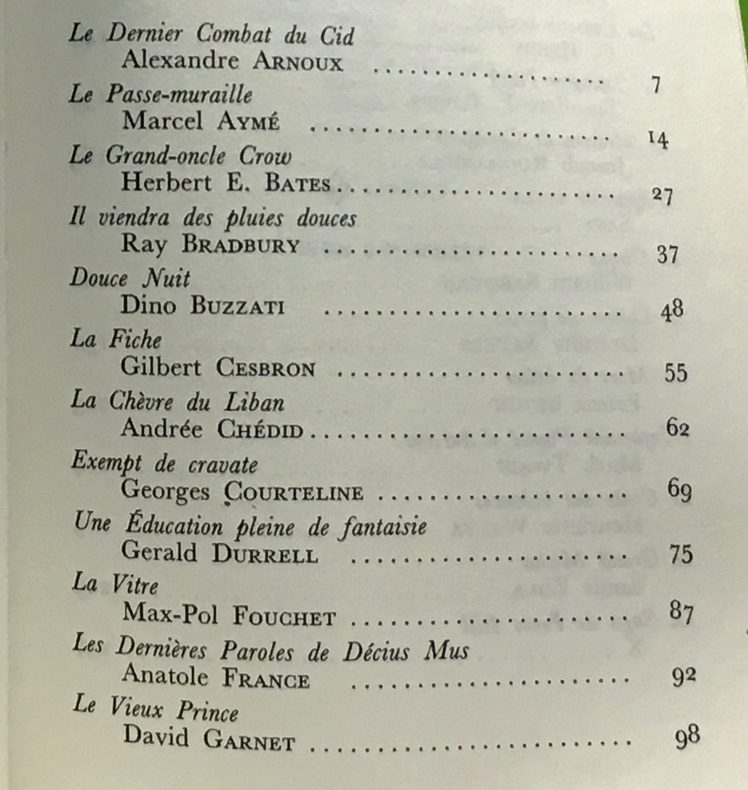 Le Dernier Combat du Cid
Alexandre ARNOUX .................... 7
Le Passe-muraille
Marcel AYMÉ .......................... 14
Le Grand-oncle Crow
Herbert E. BATES ........................ 27
Il viendra des pluies douces
Ray BRADBURY ........................ 37
Douce Nuit
Dino BUZZATI ........................ 48
La Fiche
Gilbert CESBRON ....................... 55
La Chèvre du Liban
Andrée CHÉDID ......................... 62
Exempt de cravate
Georges COURTELINE .................... 69
Une Éducation pleine de fantaisie
Gerald DURRELL ...................... 75
La Vitre
Max-Pol FOUCHET ...................... 87
Les Dernières Paroles de Décius Mus
Anatole FRANCE ...................... 92
Le Vieux Prince
David GARNET ......................... 98